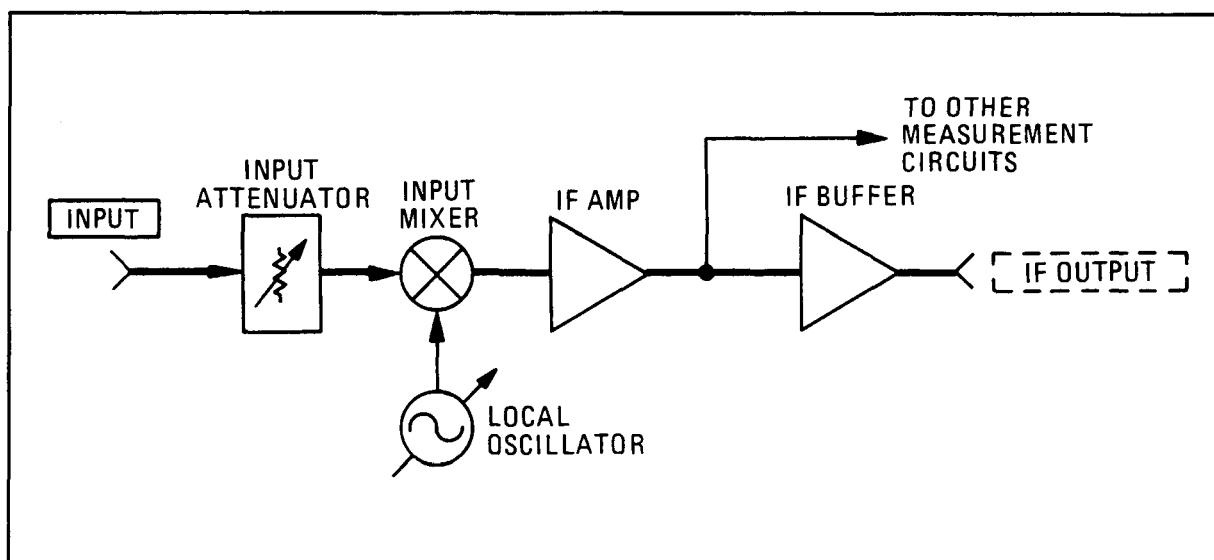 TO OTHER
MEASUREMENT
CIRCUITS
INPUT
ATTENUATOR
INPUT
MIXER
IF AMP
IF BUFFER
INPUT
IF OUTPUT
LOCAL
OSCILLATOR